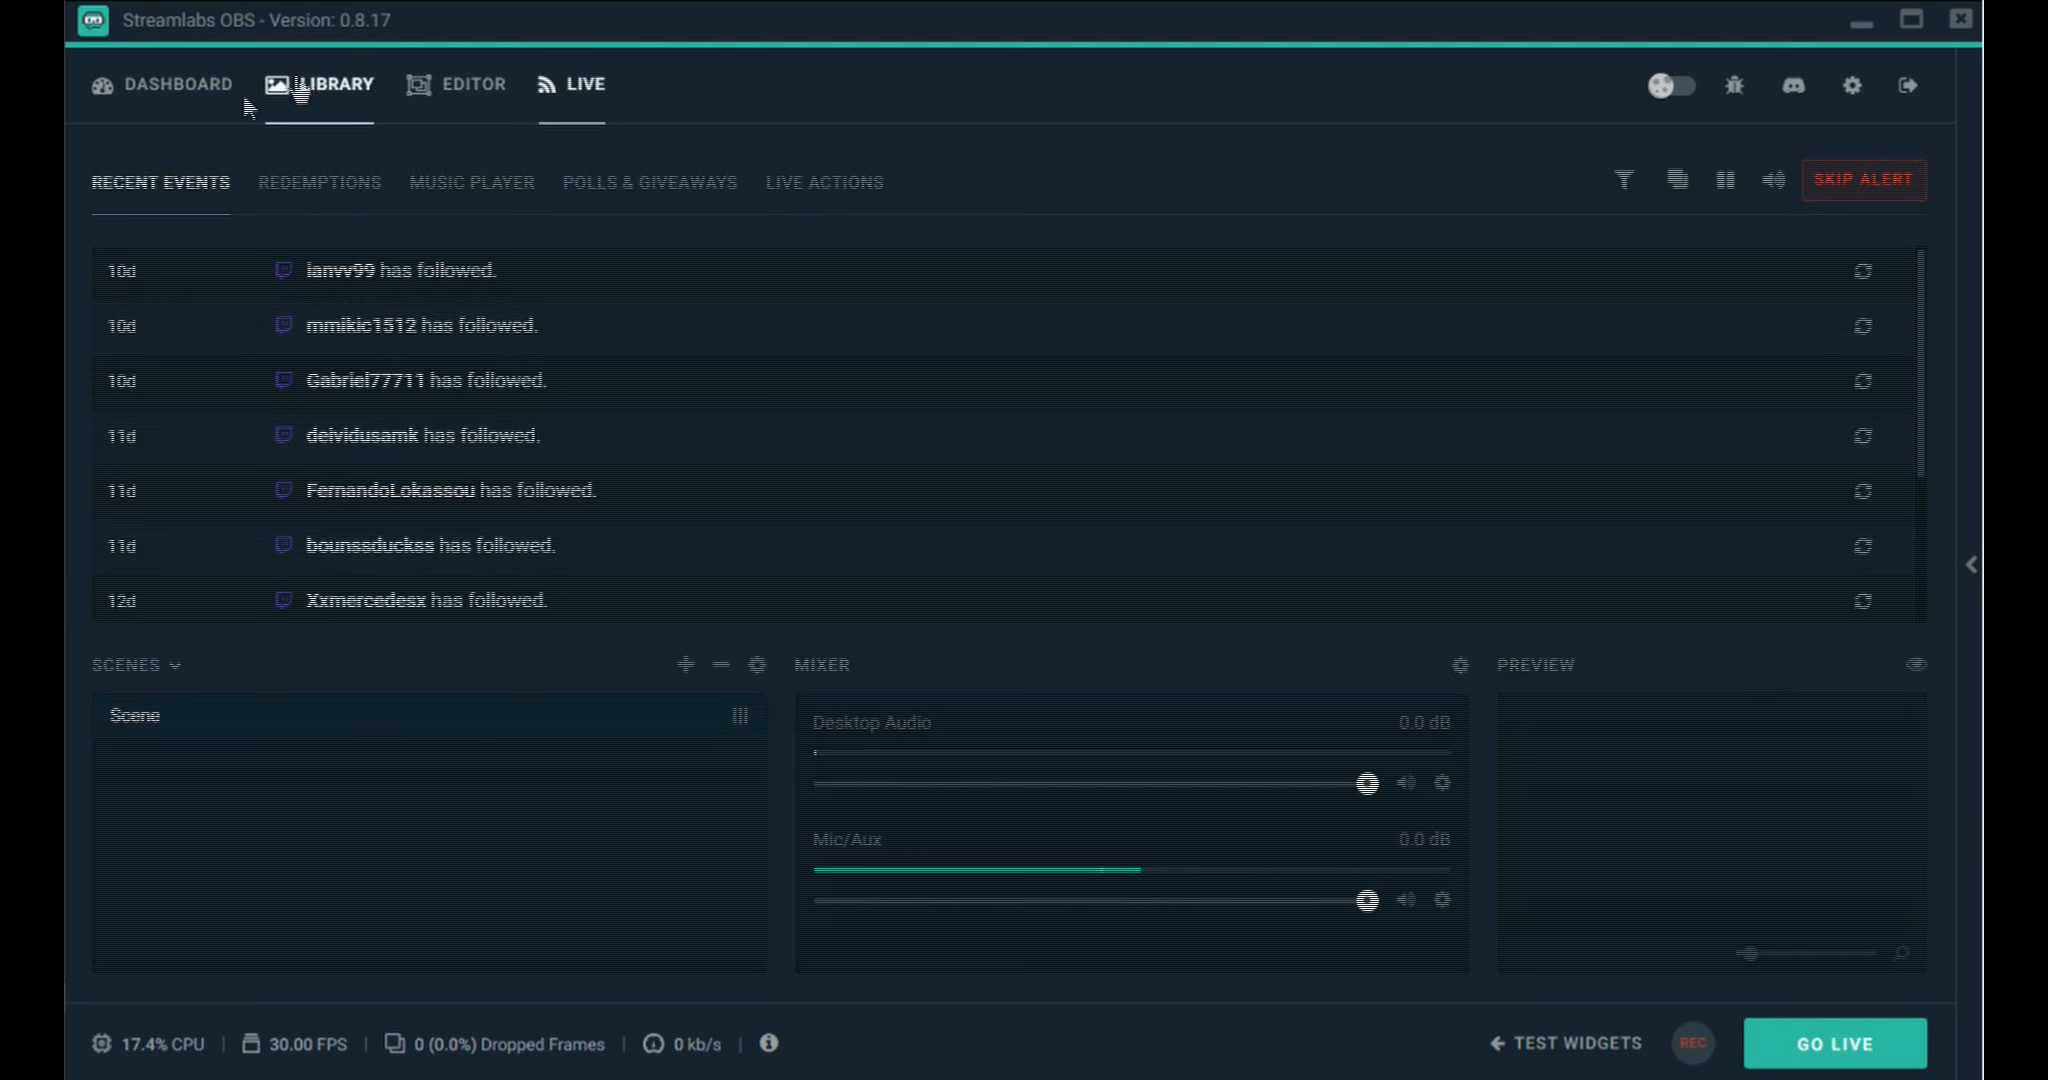 Streamlabs OBS - Version: 0.8.17
DASHBOARD LIBRARY EDITOR LIVE
RECENT EVENTS REDEMPTIONS MUSIC PLAYER POLLS & GIVEAWAYS LIVE ACTIONS SKIP ALERT
10d ianvv99 has followed.
10d mmikic1512 has followed.
10d Gabriel77711 has followed.
11d deividusamk has followed.
11d FernandoLokassou has followed.
11d bounssduckss has followed.
12d Xxmercedesx has followed.
SCENES MIXER PREVIEW
Scene
Desktop Audio 0.0 dB
Mic/Aux 0.0 dB
17.4% CPU | 30.00 FPS | 0 (0.0%) Dropped Frames | 0 kb/s | TEST WIDGETS REC GO LIVE